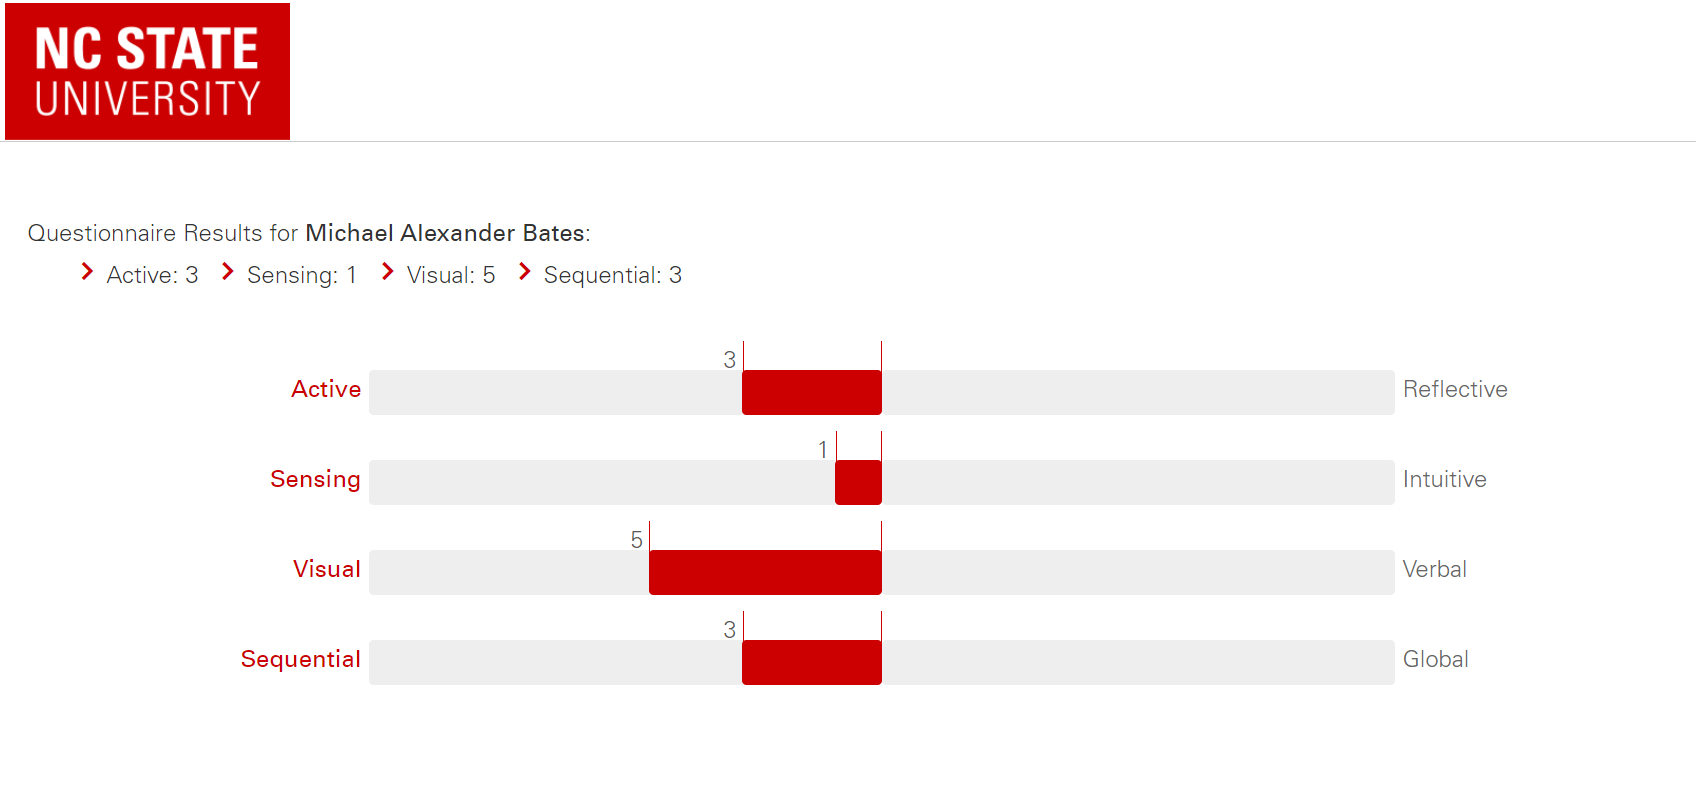 NC STATE
UNIVERSITY
Questionnaire Results for Michael Alexander Bates:
Active: 3 Sensing: 1 Visual: 5 Sequential: 3
3
Active Reflective
1
Sensing Intuitive
5
Visual Verbal
3
Sequential Global